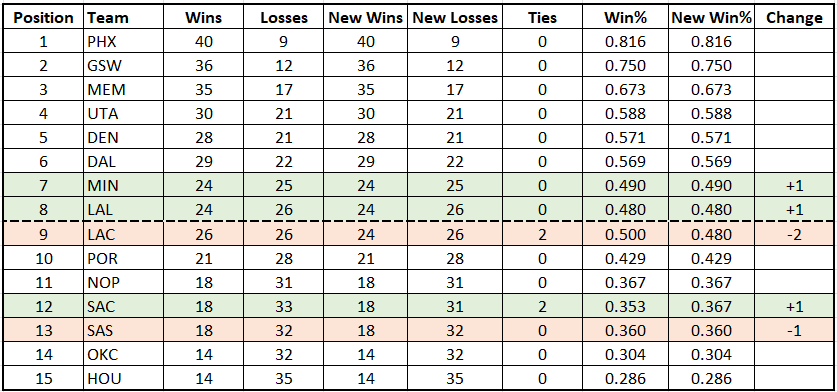 Position Team Wins Losses New Wins New Losses Ties Win% New Win% Change
1 PHX 40 9 40 9 0 0.816 0.816
2 GSW 36 12 36 12 0 0.750 0.750
3 MEM 35 17 35 17 0 0.673 0.673
4 UTA 30 21 30 21 0 0.588 0.588
5 DEN 28 21 28 21 0 0.571 0.571
6 DAL 29 22 29 22 0 0.569 0.569
7 MIN 24 25 24 25 0 0.490 0.490 +1
8 LAL 24 26 24 26 0 0.480 0.480 +1
9 LAC 26 26 24 26 2 0.500 0.480 -2
10 POR 21 28 21 28 0 0.429 0.429
11 NOP 18 31 18 31 0 0.367 0.367
12 SAC 18 33 18 31 2 0.353 0.367 +1
13 SAS 18 32 18 32 0 0.360 0.360 -1
14 OKC 14 32 14 32 0 0.304 0.304
15 HOU 14 35 14 35 0 0.286 0.286